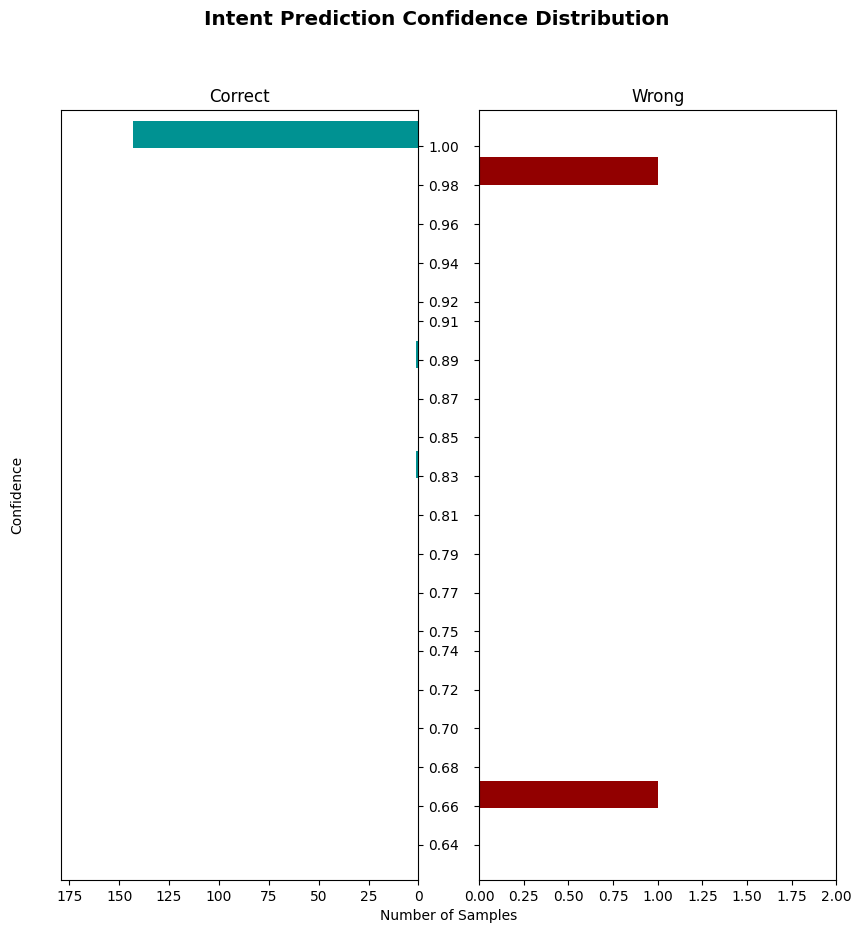 Intent Prediction Confidence Distribution
Correct
Wrong
1.00
0.98
0.96
0.94
0.92
0.91
0.89
0.87
0.85
0.83
0.81
0.79
0.77
0.75
0.74
0.72
0.70
0.68
0.66
0.64
Confidence
175 150 125 100 75 50 25 0
0.00 0.25 0.50 0.75 1.00 1.25 1.50 1.75 2.00
Number of Samples